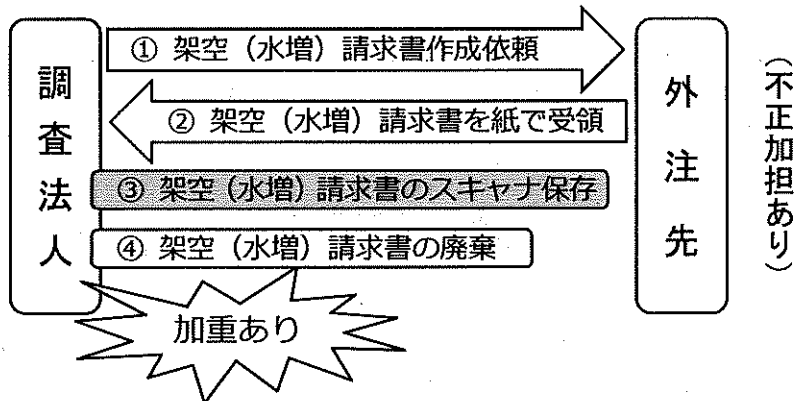 調査法人
① 架空（水増）請求書作成依頼
② 架空（水増）請求書を紙で受領
③ 架空（水増）請求書のスキャナ保存
④ 架空（水増）請求書の廃棄
加重あり
外注先
（不正加担あり）